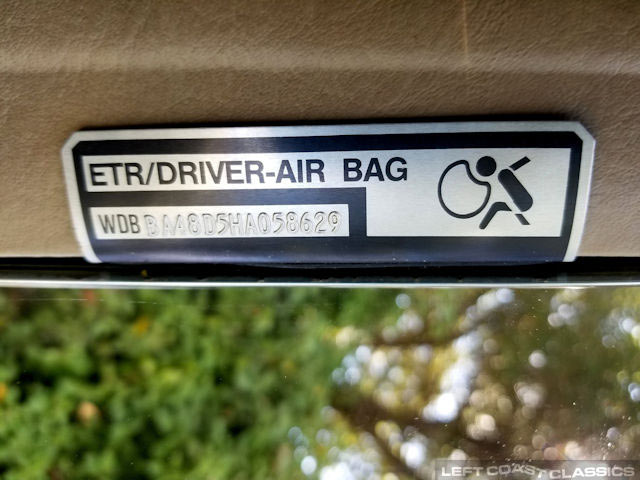 ETR/DRIVER-AIR BAG
WDB BA48D5HA058629
LEFT COAST CLASSICS